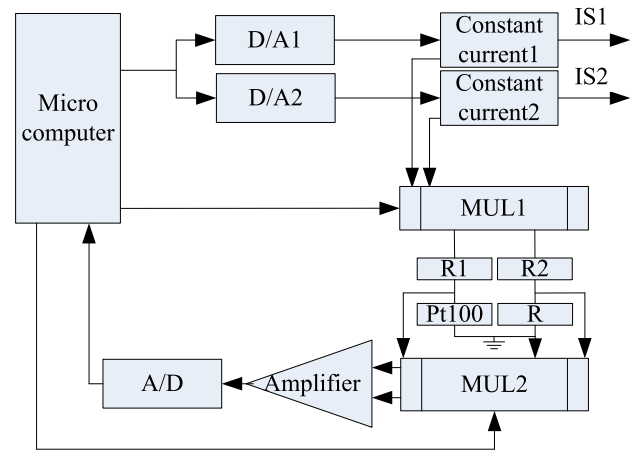 IS1
D/A1
Constant
current1
IS2
Micro
computer
D/A2
Constant
current2
MUL1
R1
R2
Pt100
R
A/D
Amplifier
MUL2